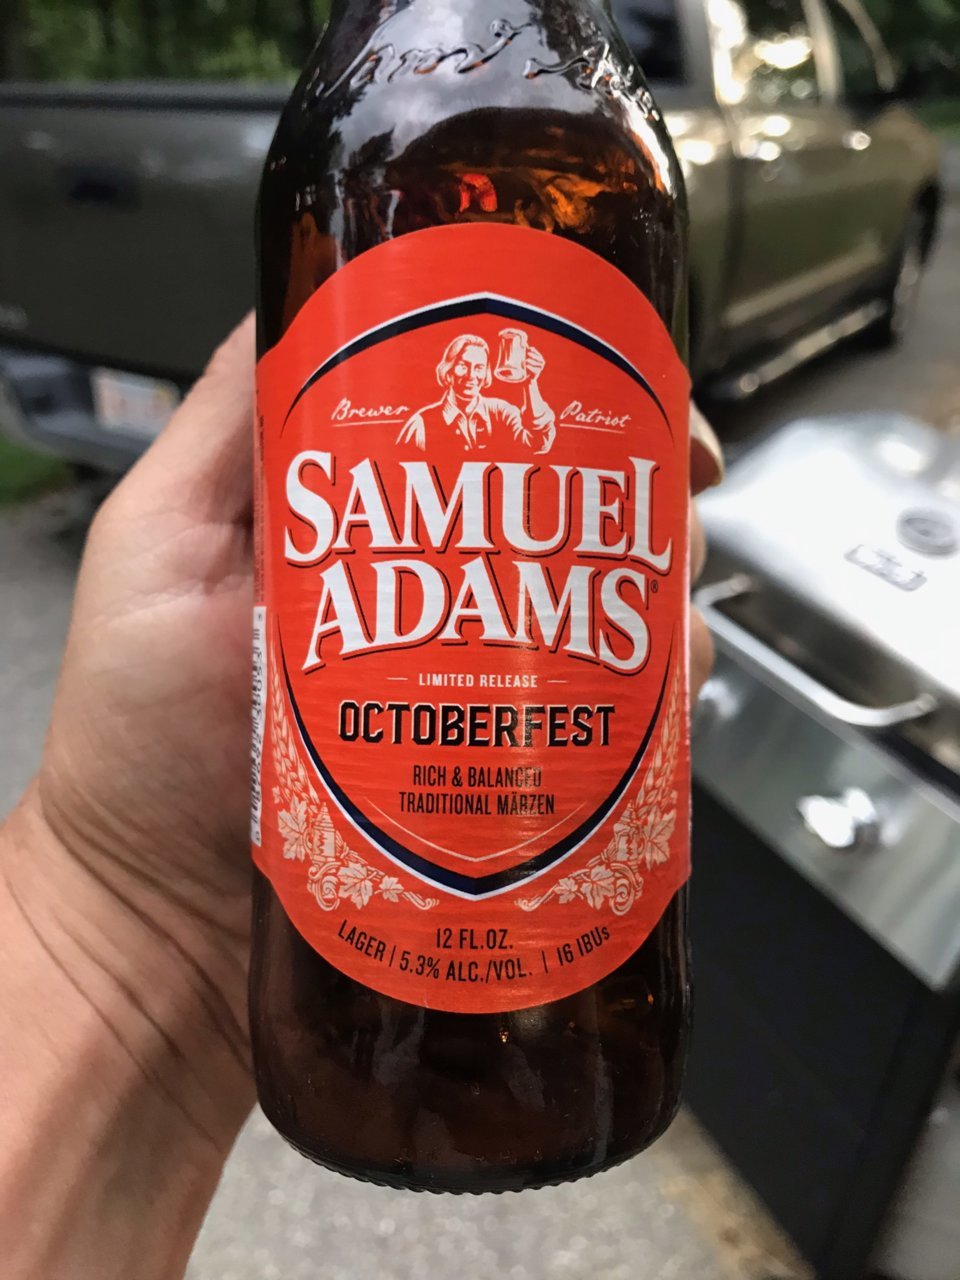 Brewer Patriot
SAMUEL
ADAMS®
LIMITED RELEASE
OCTOBERFEST
RICH & BALANCED
TRADITIONAL MÄRZEN
12 FL.OZ.
LAGER | 5.3% ALC./VOL. | 16 IBUs